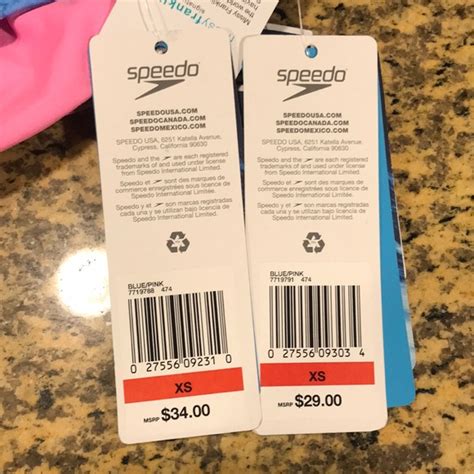 syfrankl
Missy Franklin
speedo
SPEEDOUSA.COM
SPEEDOCANADA.COM
SPEEDOMEXICO.COM
SPEEDO USA, 6251 Katella Avenue
Cypress, California 90630
Speedo and the are each registered
trademarks of and used under license
from Speedo International Limited.
Speedo et sont des marques de
commerce enregistrées sous licence de
Speedo International Limited.
Speedo y el son marcas registradas
cada una y se utilizan bajo licencia de
Speedo International Limited.
BLUE/PINK
7719788 474
0 27556 09231 0
XS
MSRP $34.00
speedo
SPEEDOUSA.COM
SPEEDOCANADA.COM
SPEEDOMEXICO.COM
SPEEDO USA, 6251 Katella Avenue
Cypress, California 90630
Speedo and the are each registered
trademarks of and used under license
from Speedo International Limited.
Speedo et sont des marques de
commerce enregistrées sous licence de
Speedo International Limited.
Speedo y el son marcas registradas
cada una y se utilizan bajo licencia de
Speedo International Limited.
BLUE/PINK
7719791 474
0 27556 09303 4
XS
MSRP $29.00